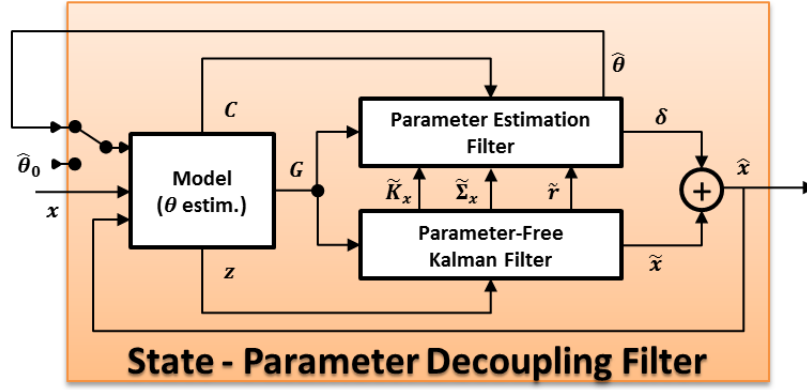 θ̂
C
Parameter Estimation
Filter
δ
θ̂₀
G
x̂
Model
(θ estim.)
K̃ₓ
Σ̃ₓ
r̃
+
x
Parameter-Free
Kalman Filter
x̃
z
State - Parameter Decoupling Filter